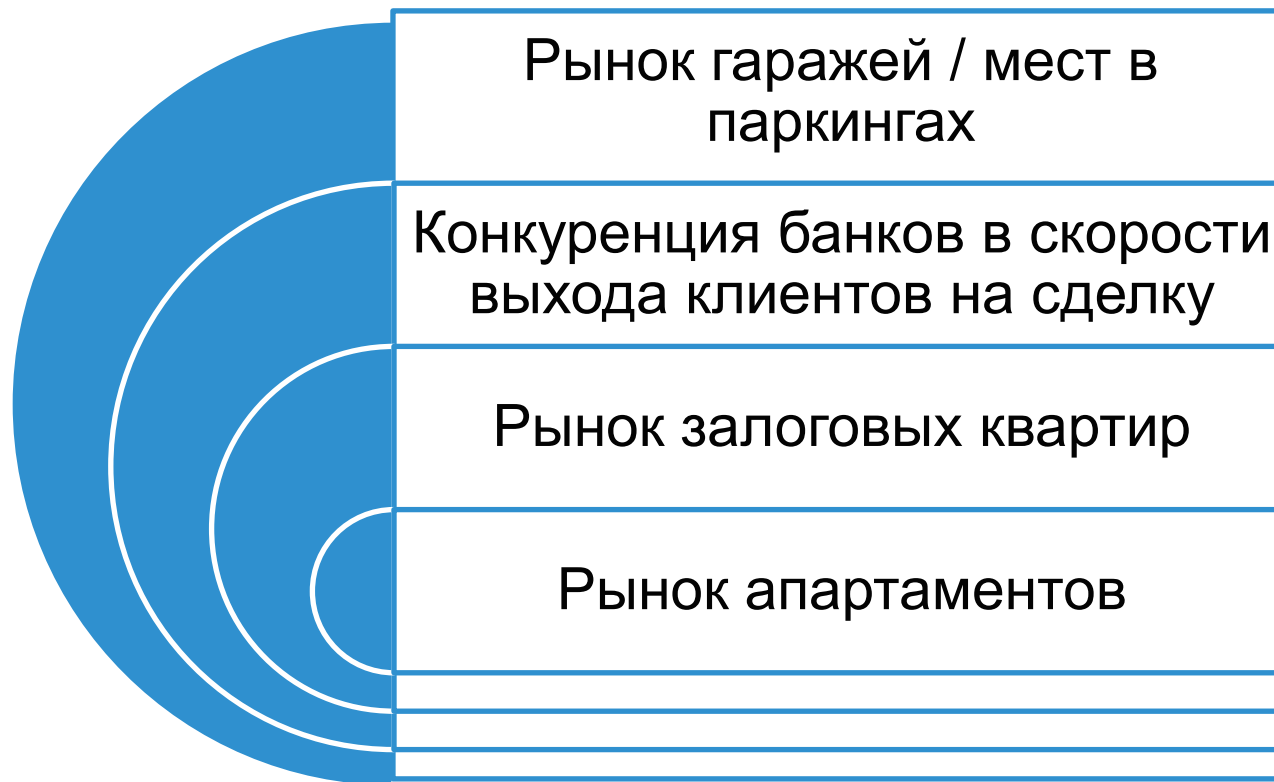 Рынок гаражей / мест в
паркингах
Конкуренция банков в скорости
выхода клиентов на сделку
Рынок залоговых квартир
Рынок апартаментов